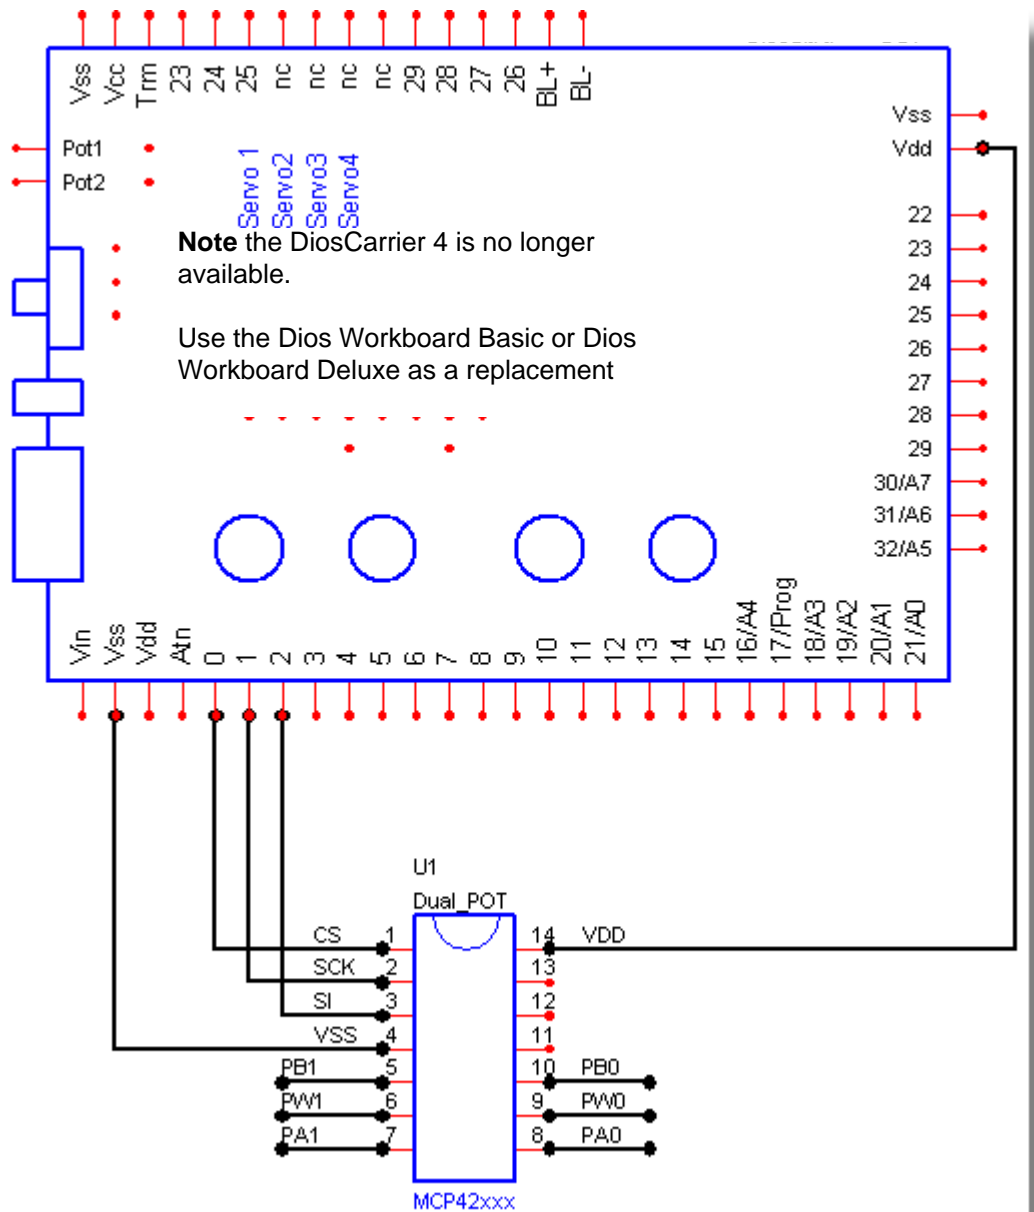 Vss Vcc Trm 23 24 25 nc nc nc nc 29 28 27 26 BL+ BL-
Pot1
Pot2
Servo 1
Servo2
Servo3
Servo4
Note the DiosCarrier 4 is no longer
available.
Use the Dios Workboard Basic or Dios
Workboard Deluxe as a replacement
Vss
Vdd
22
23
24
25
26
27
28
29
30/A7
31/A6
32/A5
Vin Vss Vdd Atn 0 1 2 3 4 5 6 7 8 9 10 11 12 13 14 15 16/A4 17/Prog 18/A3 19/A2 20/A1 21/A0
U1
Dual_POT
CS 1 14 VDD
SCK 2 13
SI 3 12
VSS 4 11
PB1 5 10 PB0
PW1 6 9 PW0
PA1 7 8 PA0
MCP42xxx